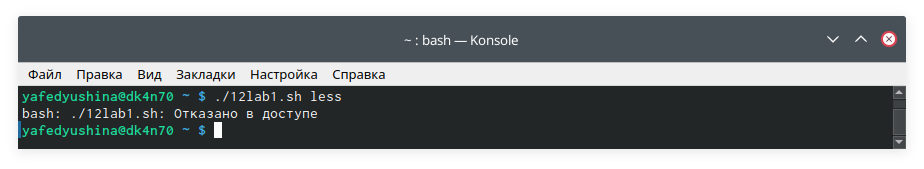 ~ : bash — Konsole
Файл Правка Вид Закладки Настройка Справка
yafedyushina@dk4n70 ~ $ ./12lab1.sh less
bash: ./12lab1.sh: Отказано в доступе
yafedyushina@dk4n70 ~ $